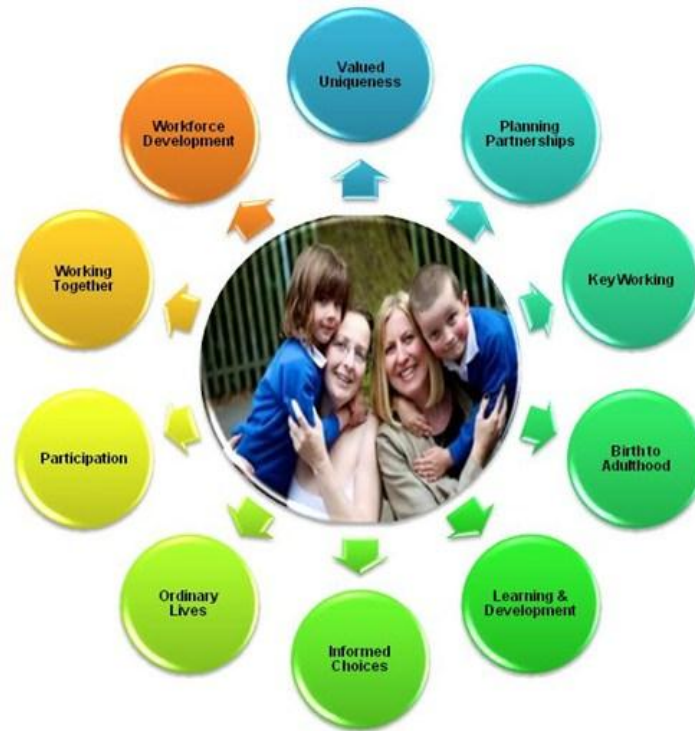 Valued
Uniqueness
Planning
Partnerships
Key Working
Birth to
Adulthood
Learning &
Development
Informed
Choices
Ordinary
Lives
Participation
Working
Together
Workforce
Development